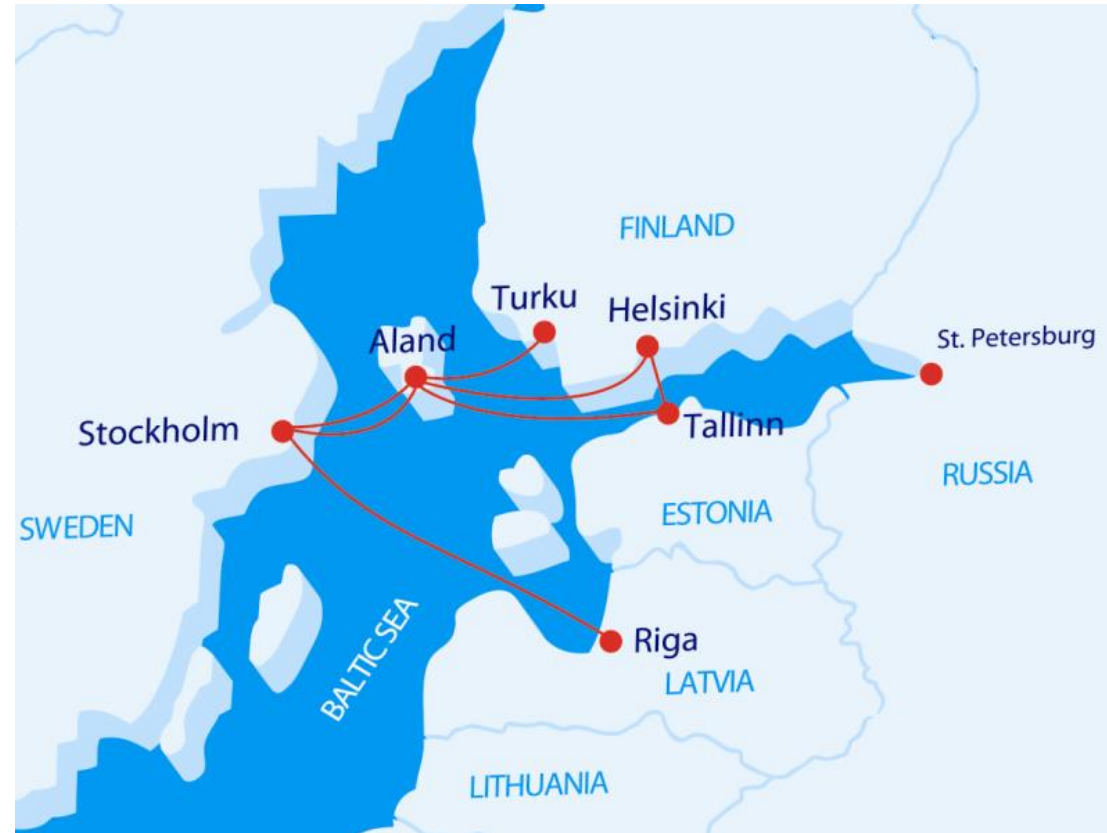 FINLAND
Turku
Helsinki
Aland
St. Petersburg
Stockholm
Tallinn
RUSSIA
ESTONIA
SWEDEN
BALTIC SEA
Riga
LATVIA
LITHUANIA